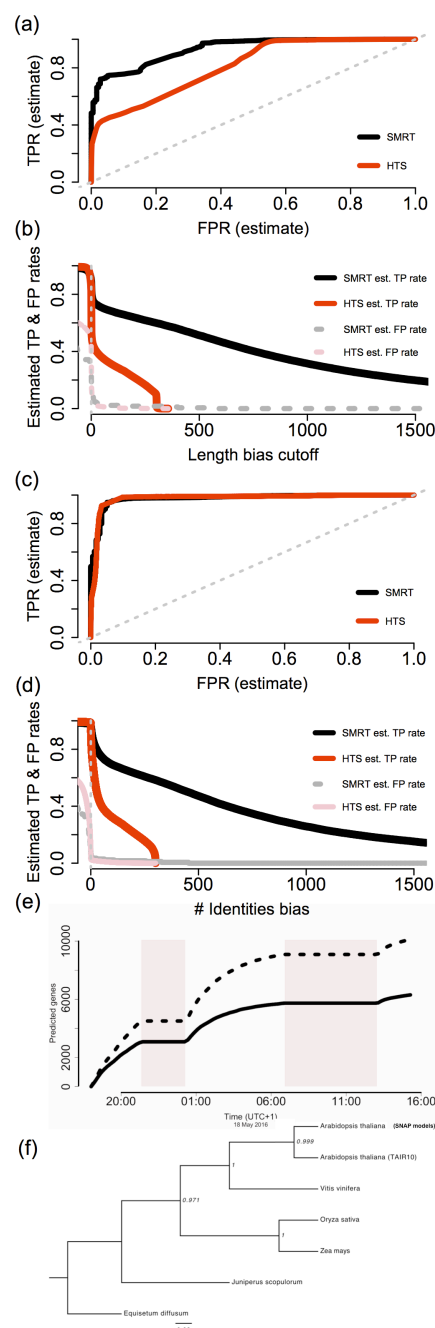 (a)
TPR (estimate)
0.0 0.4 0.8
SMRT
HTS
0.0 0.2 0.4 0.6 0.8 1.0
FPR (estimate)
(b)
Estimated TP & FP rates
0.0 0.4 0.8
SMRT est. TP rate
HTS est. TP rate
SMRT est. FP rate
HTS est. FP rate
0 500 1000 1500
Length bias cutoff
(c)
TPR (estimate)
0.0 0.4 0.8
SMRT
HTS
0.0 0.2 0.4 0.6 0.8 1.0
FPR (estimate)
(d)
Estimated TP & FP rates
0.0 0.4 0.8
SMRT est. TP rate
HTS est. TP rate
SMRT est. FP rate
HTS est. FP rate
0 500 1000 1500
# Identities bias
(e)
Predicted genes
0 2000 6000 10000
20:00 01:00 06:00 11:00 16:00
Time (UTC+1)
18 May 2016
(f)
Arabidopsis thaliana (SNAP models)
0.999
Arabidopsis thaliana (TAIR10)
1
Vitis vinifera
0.971
Oryza sativa
1
Zea mays
Juniperus scopulorum
Equisetum diffusum